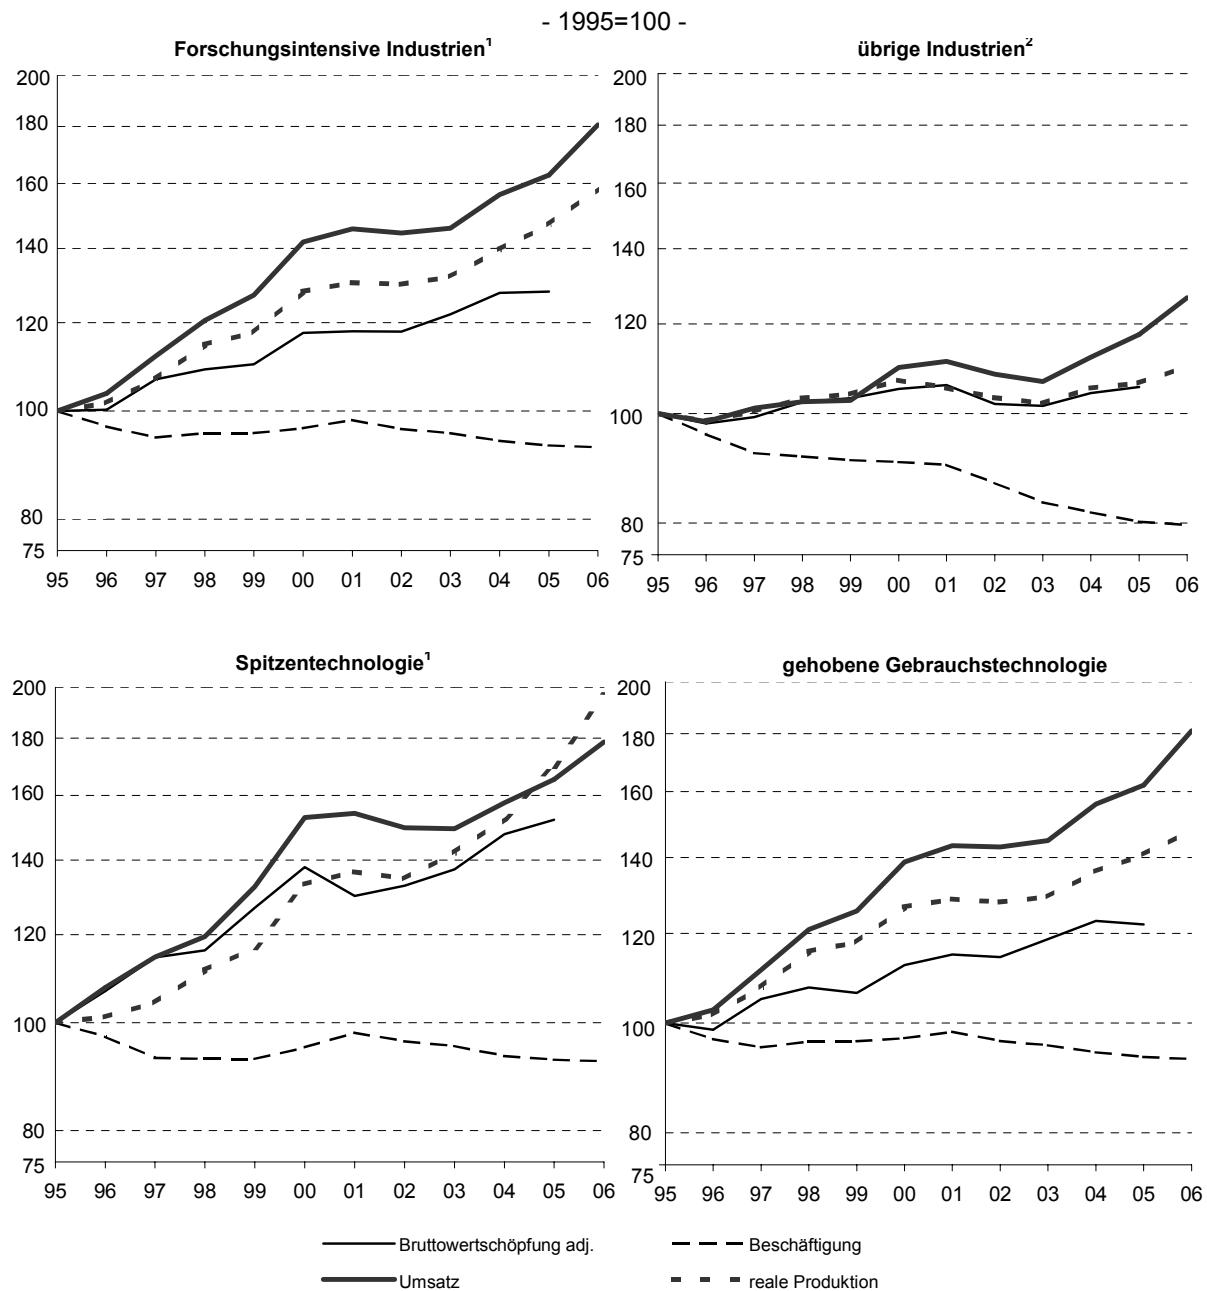 - 1995=100 -
Forschungsintensive Industrien¹
200
180
160
140
120
100
80
75
95 96 97 98 99 00 01 02 03 04 05 06
übrige Industrien²
200
180
160
140
120
100
80
75
95 96 97 98 99 00 01 02 03 04 05 06
Spitzentechnologie¹
200
180
160
140
120
100
80
75
95 96 97 98 99 00 01 02 03 04 05 06
gehobene Gebrauchstechnologie
200
180
160
140
120
100
80
75
95 96 97 98 99 00 01 02 03 04 05 06
Bruttowertschöpfung adj.
Beschäftigung
Umsatz
reale Produktion